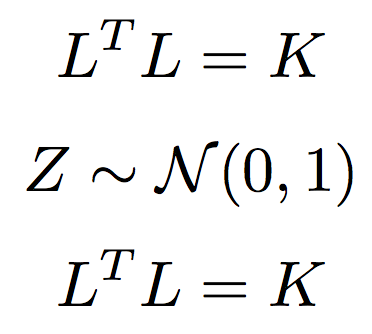 L^T L = K
Z ∼ 𝒩(0, 1)
L^T L = K